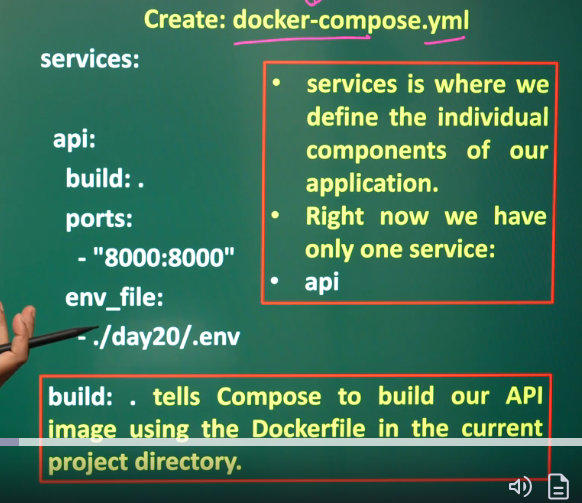 Create: docker-compose.yml
services:
api:
build: .
ports:
- "8000:8000"
env_file:
- ./day20/.env
• services is where we
define the individual
components of our
application.
• Right now we have
only one service:
• api
build: . tells Compose to build our API
image using the Dockerfile in the current
project directory.